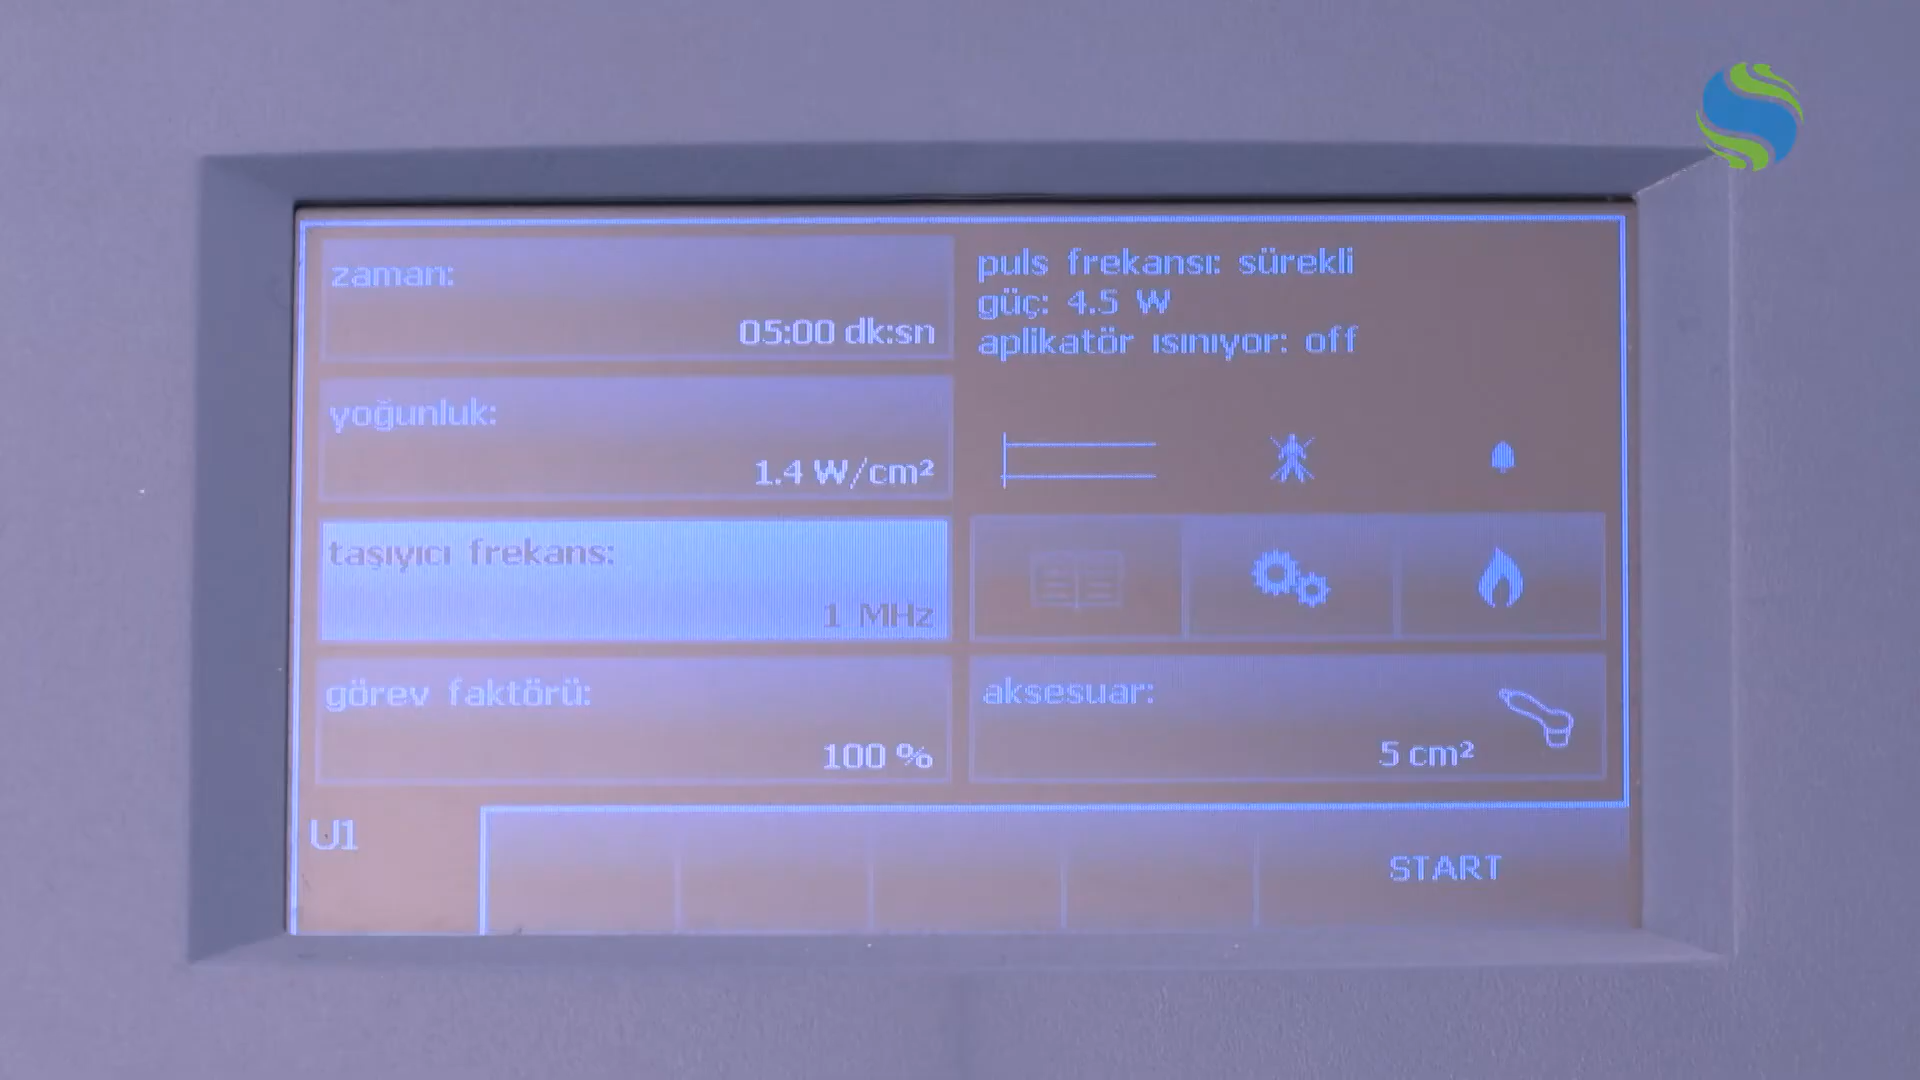 zaman:
05:00 dk:sn
yoğunluk:
1.4 W/cm²
taşıyıcı frekans:
1 MHz
görev faktörü:
100 %
puls frekansı: sürekli
güç: 4.5 W
aplikatör ısınıyor: off
aksesuar:
5 cm²
U1
START